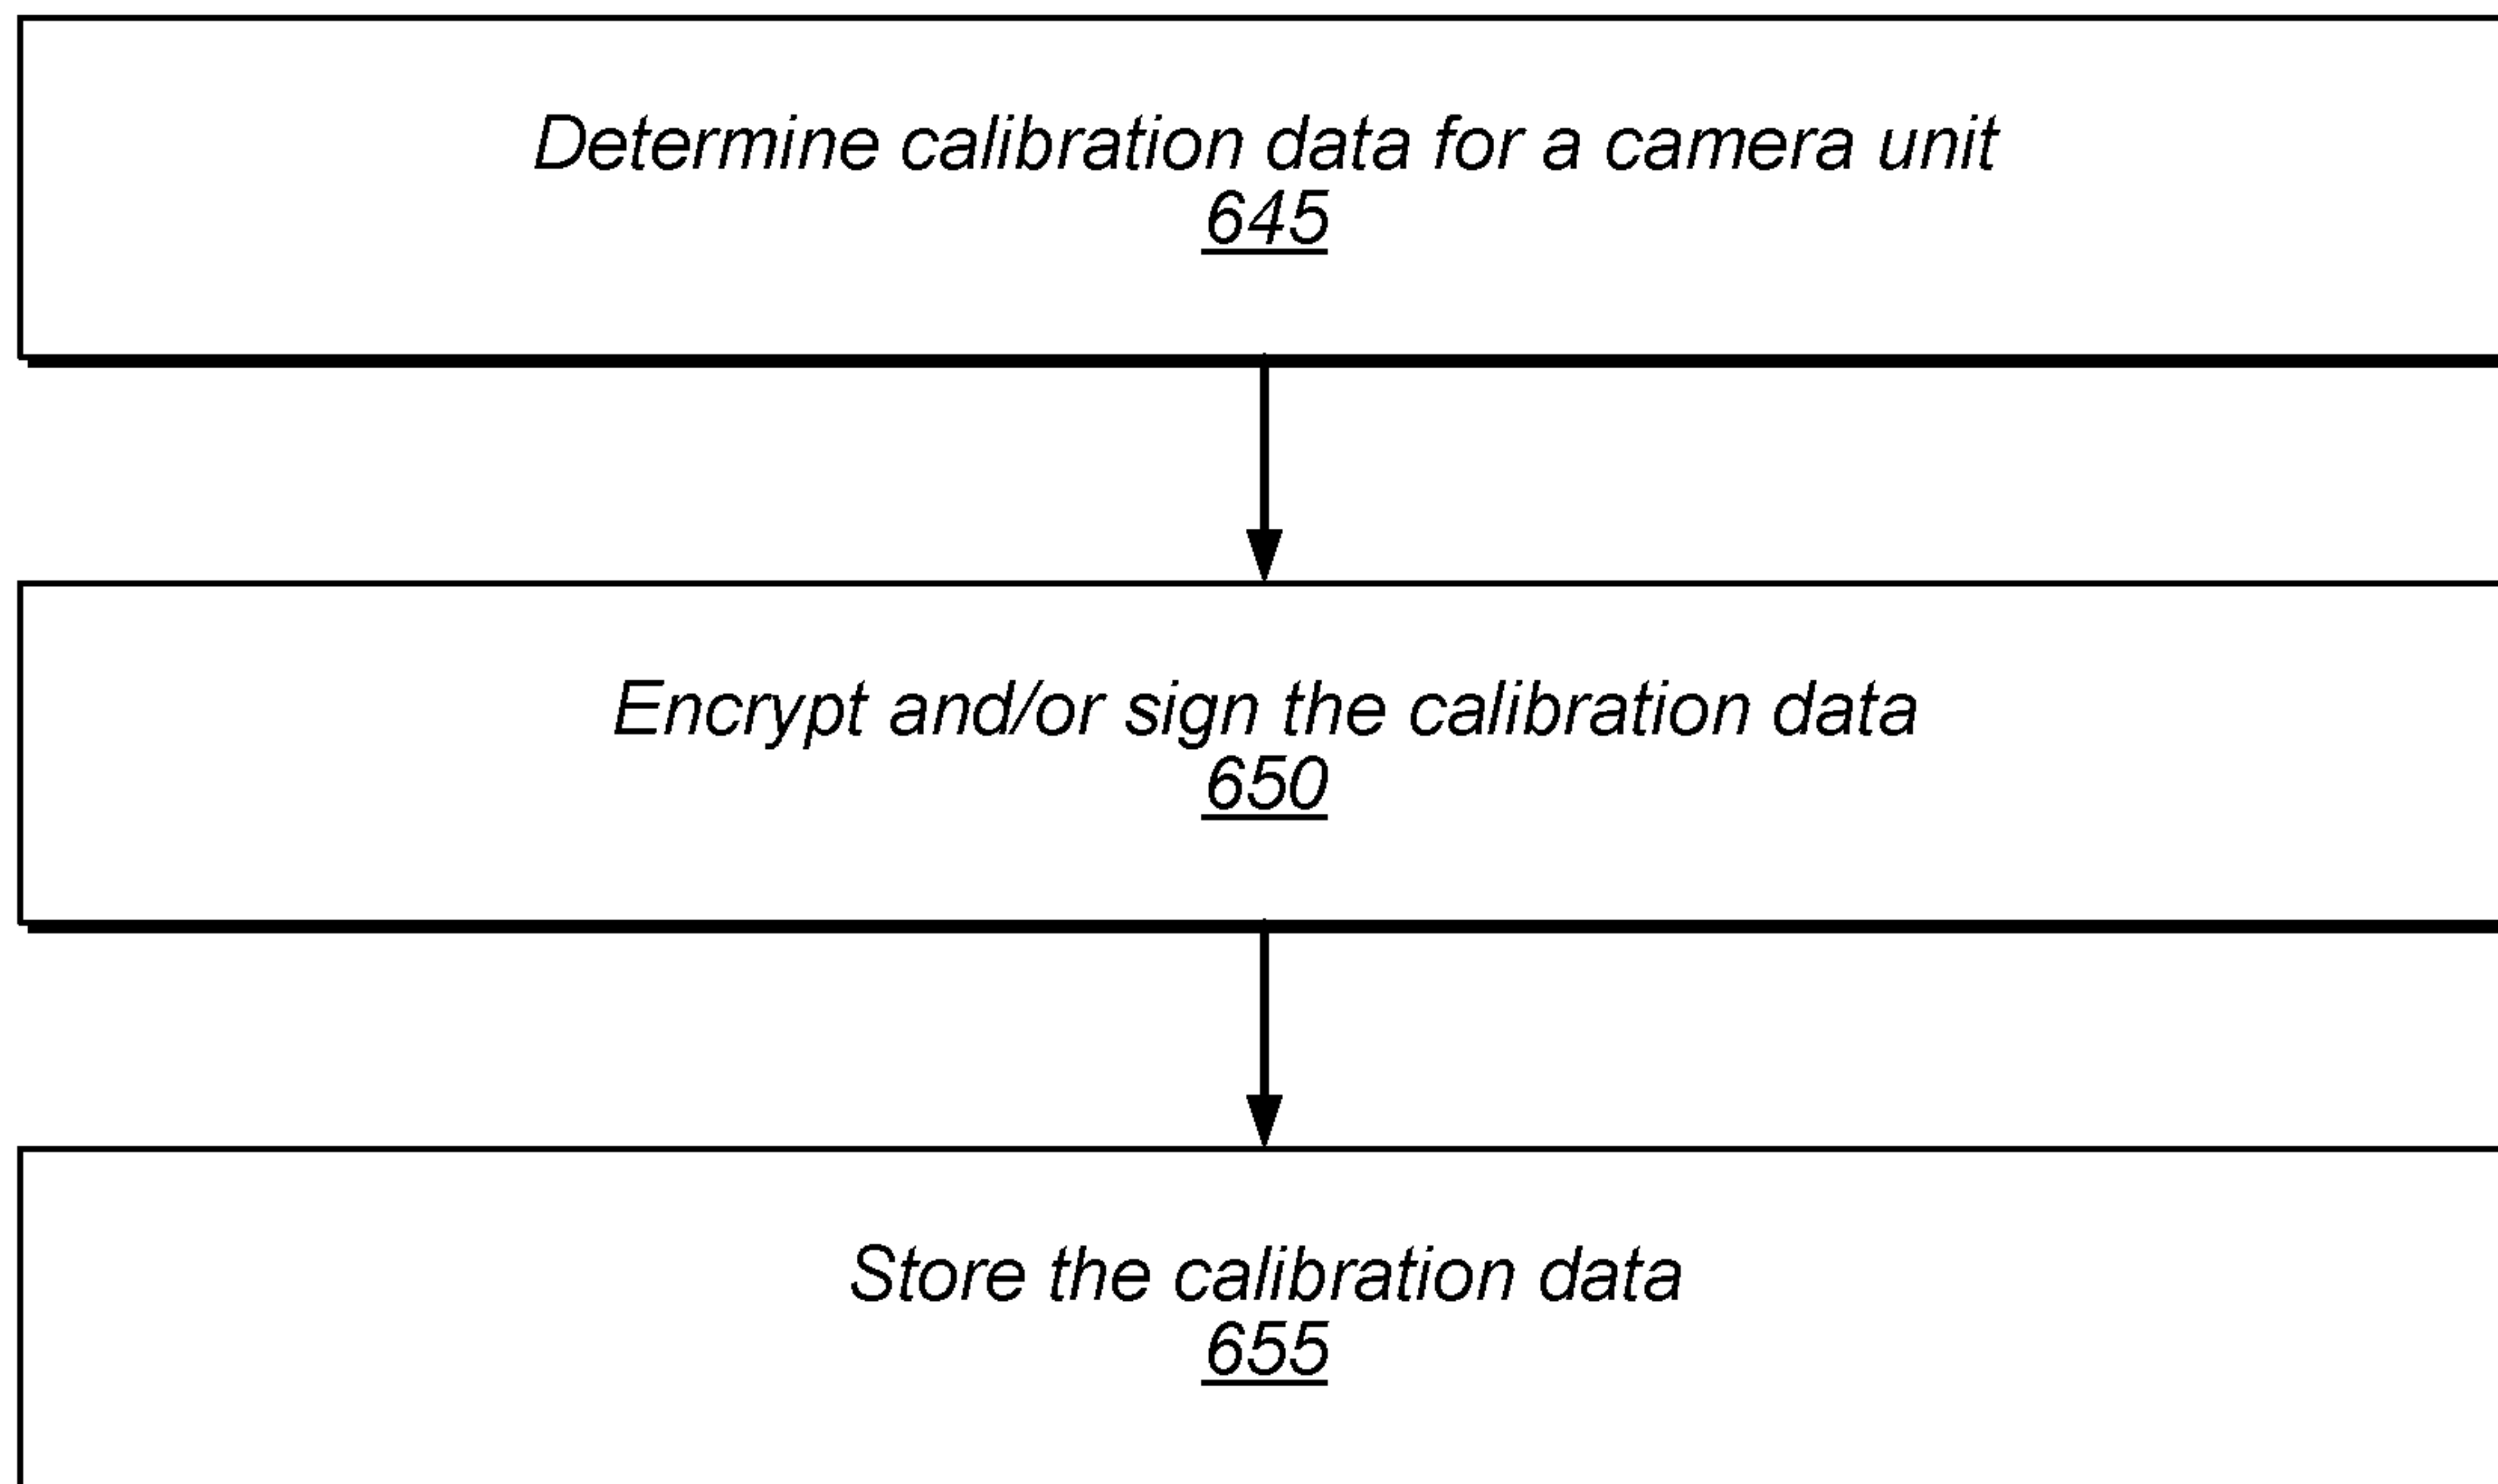 Determine calibration data for a camera unit
645
Encrypt and/or sign the calibration data
650
Store the calibration data
655